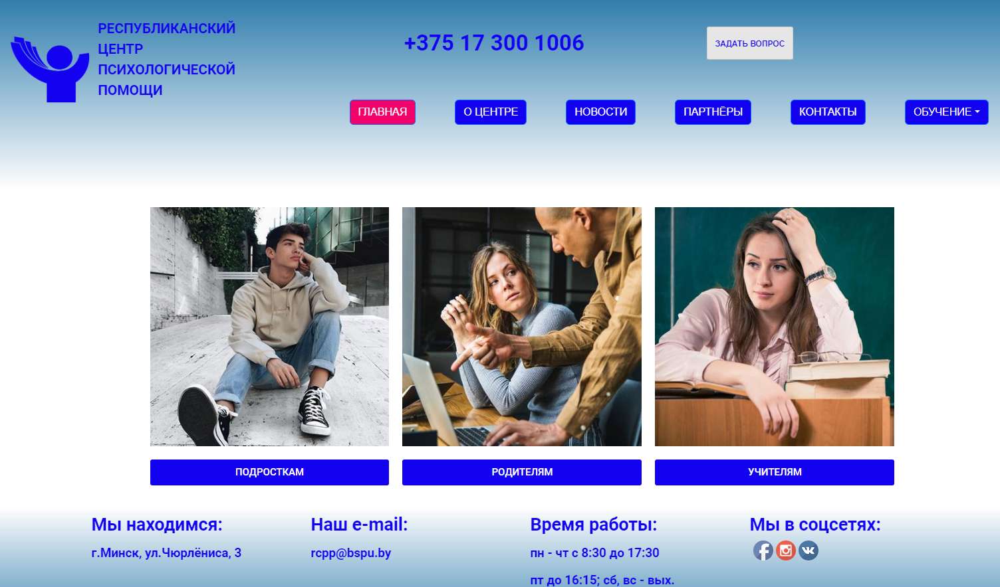 РЕСПУБЛИКАНСКИЙ
ЦЕНТР
ПСИХОЛОГИЧЕСКОЙ
ПОМОЩИ
+375 17 300 1006
ЗАДАТЬ ВОПРОС
ГЛАВНАЯ
О ЦЕНТРЕ
НОВОСТИ
ПАРТНЁРЫ
КОНТАКТЫ
ОБУЧЕНИЕ
ПОДРОСТКАМ
РОДИТЕЛЯМ
УЧИТЕЛЯМ
Мы находимся:
г.Минск, ул.Чюрлёниса, 3
Наш e-mail:
rcpp@bspu.by
Время работы:
пн - чт с 8:30 до 17:30
пт до 16:15; сб, вс - вых.
Мы в соцсетях: